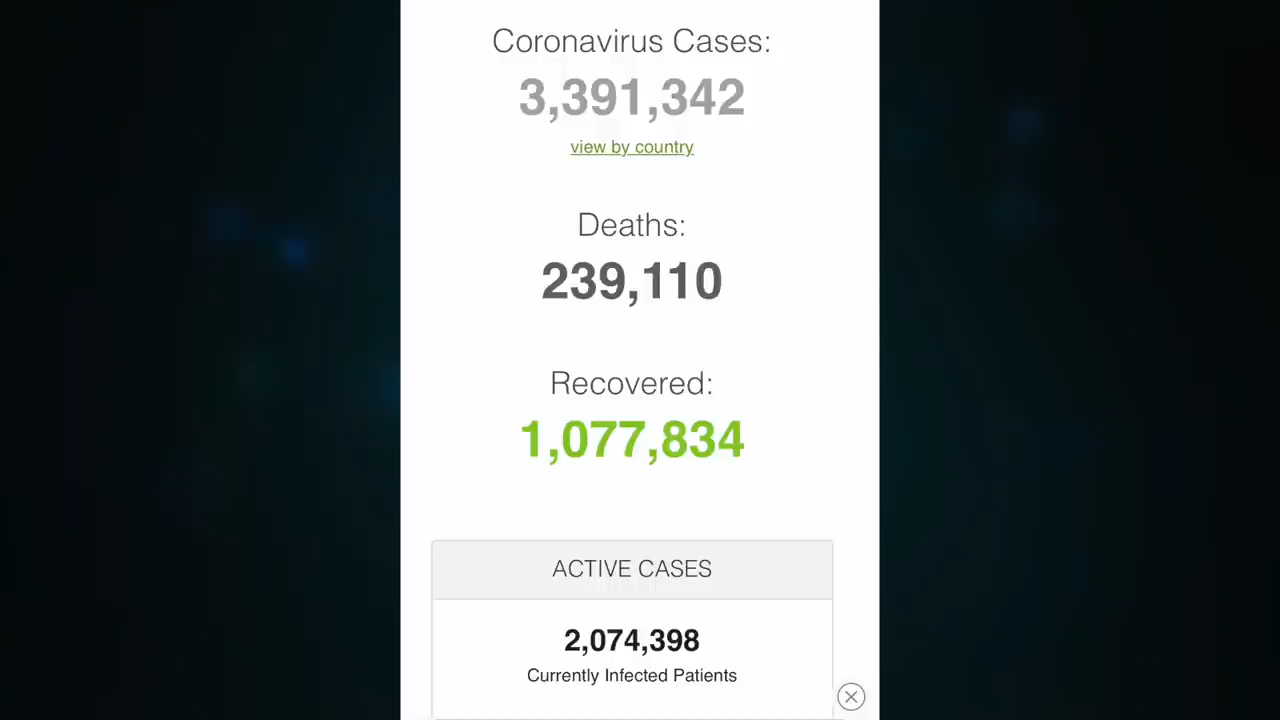 Coronavirus Cases:
3,391,342
view by country
Deaths:
239,110
Recovered:
1,077,834
ACTIVE CASES
2,074,398
Currently Infected Patients